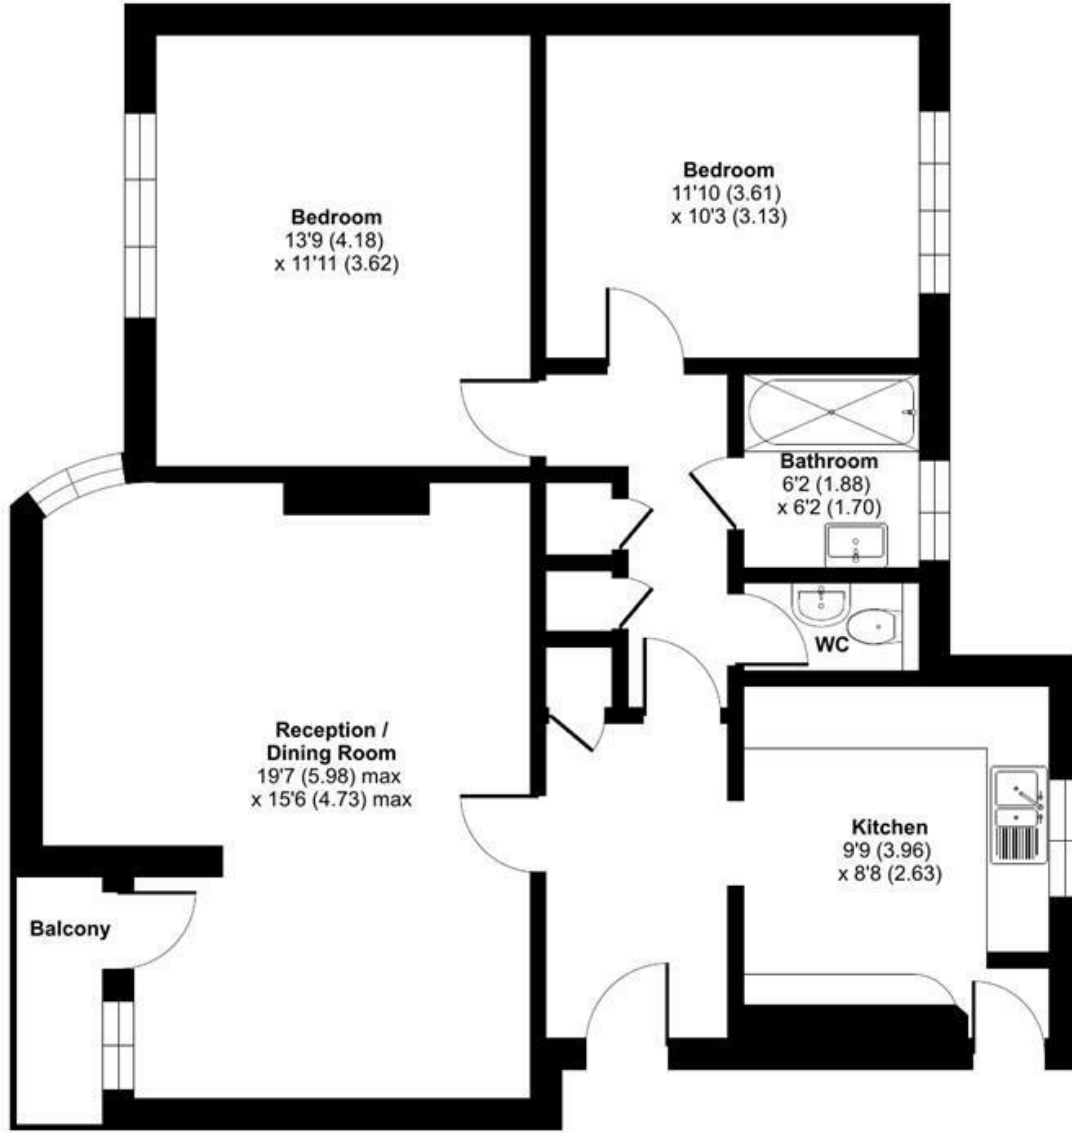 Bedroom
13'9 (4.18)
x 11'11 (3.62)
Bedroom
11'10 (3.61)
x 10'3 (3.13)
Bathroom
6'2 (1.88)
x 6'2 (1.70)
WC
Reception /
Dining Room
19'7 (5.98) max
x 15'6 (4.73) max
Kitchen
9'9 (3.96)
x 8'8 (2.63)
Balcony